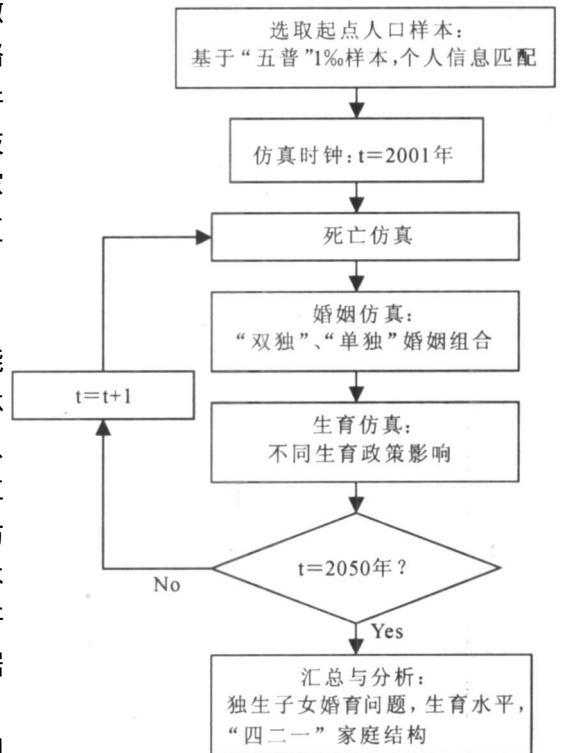 选取起点人口样本：
基于“五普”1‰样本,个人信息匹配
仿真时钟：t=2001年
死亡仿真
婚姻仿真：
“双独”、“单独”婚姻组合
t=t+1
生育仿真：
不同生育政策影响
t=2050年？
No
Yes
汇总与分析：
独生子女婚育问题，生育水平，
“四二一”家庭结构